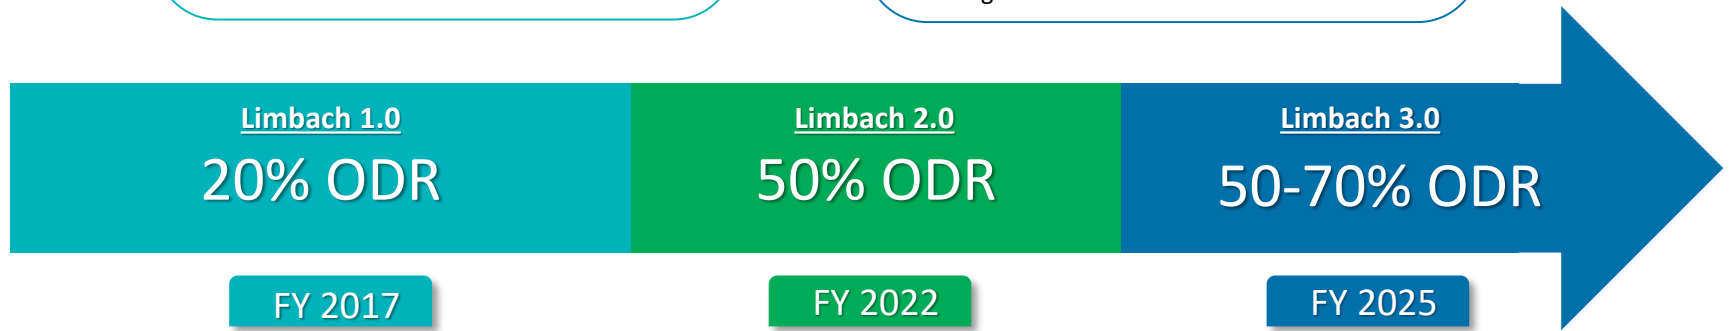 Limbach 1.0
20% ODR
Limbach 2.0
50% ODR
Limbach 3.0
50-70% ODR
FY 2017
FY 2022
FY 2025